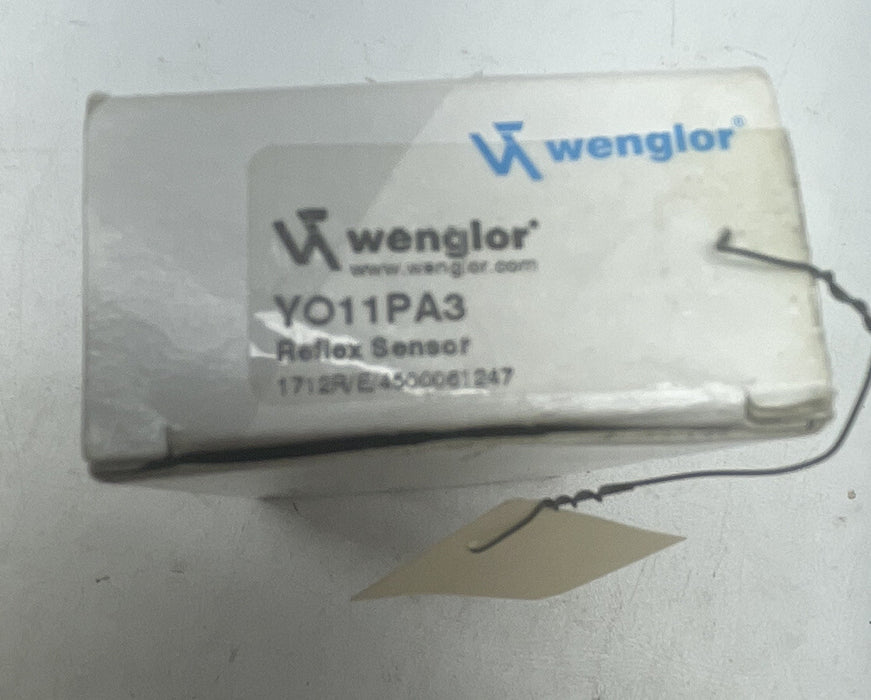 wenglor®
wenglor®
www.wenglor.com
YO11PA3
Reflex Sensor
1712R/E/4500061247